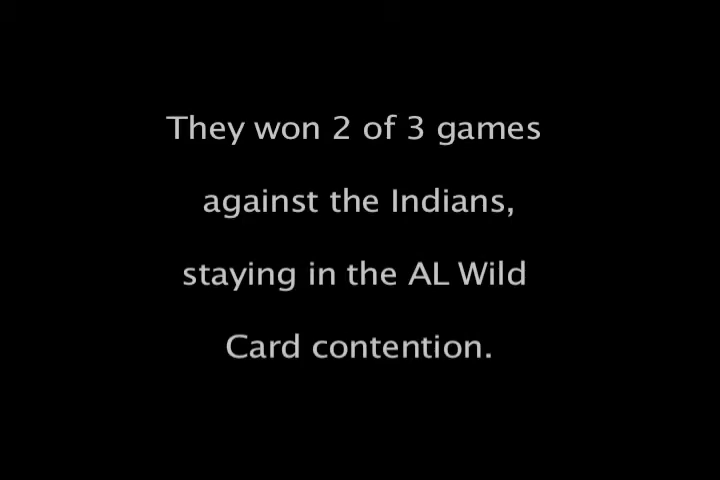 They won 2 of 3 games
against the Indians,
staying in the AL Wild
Card contention.